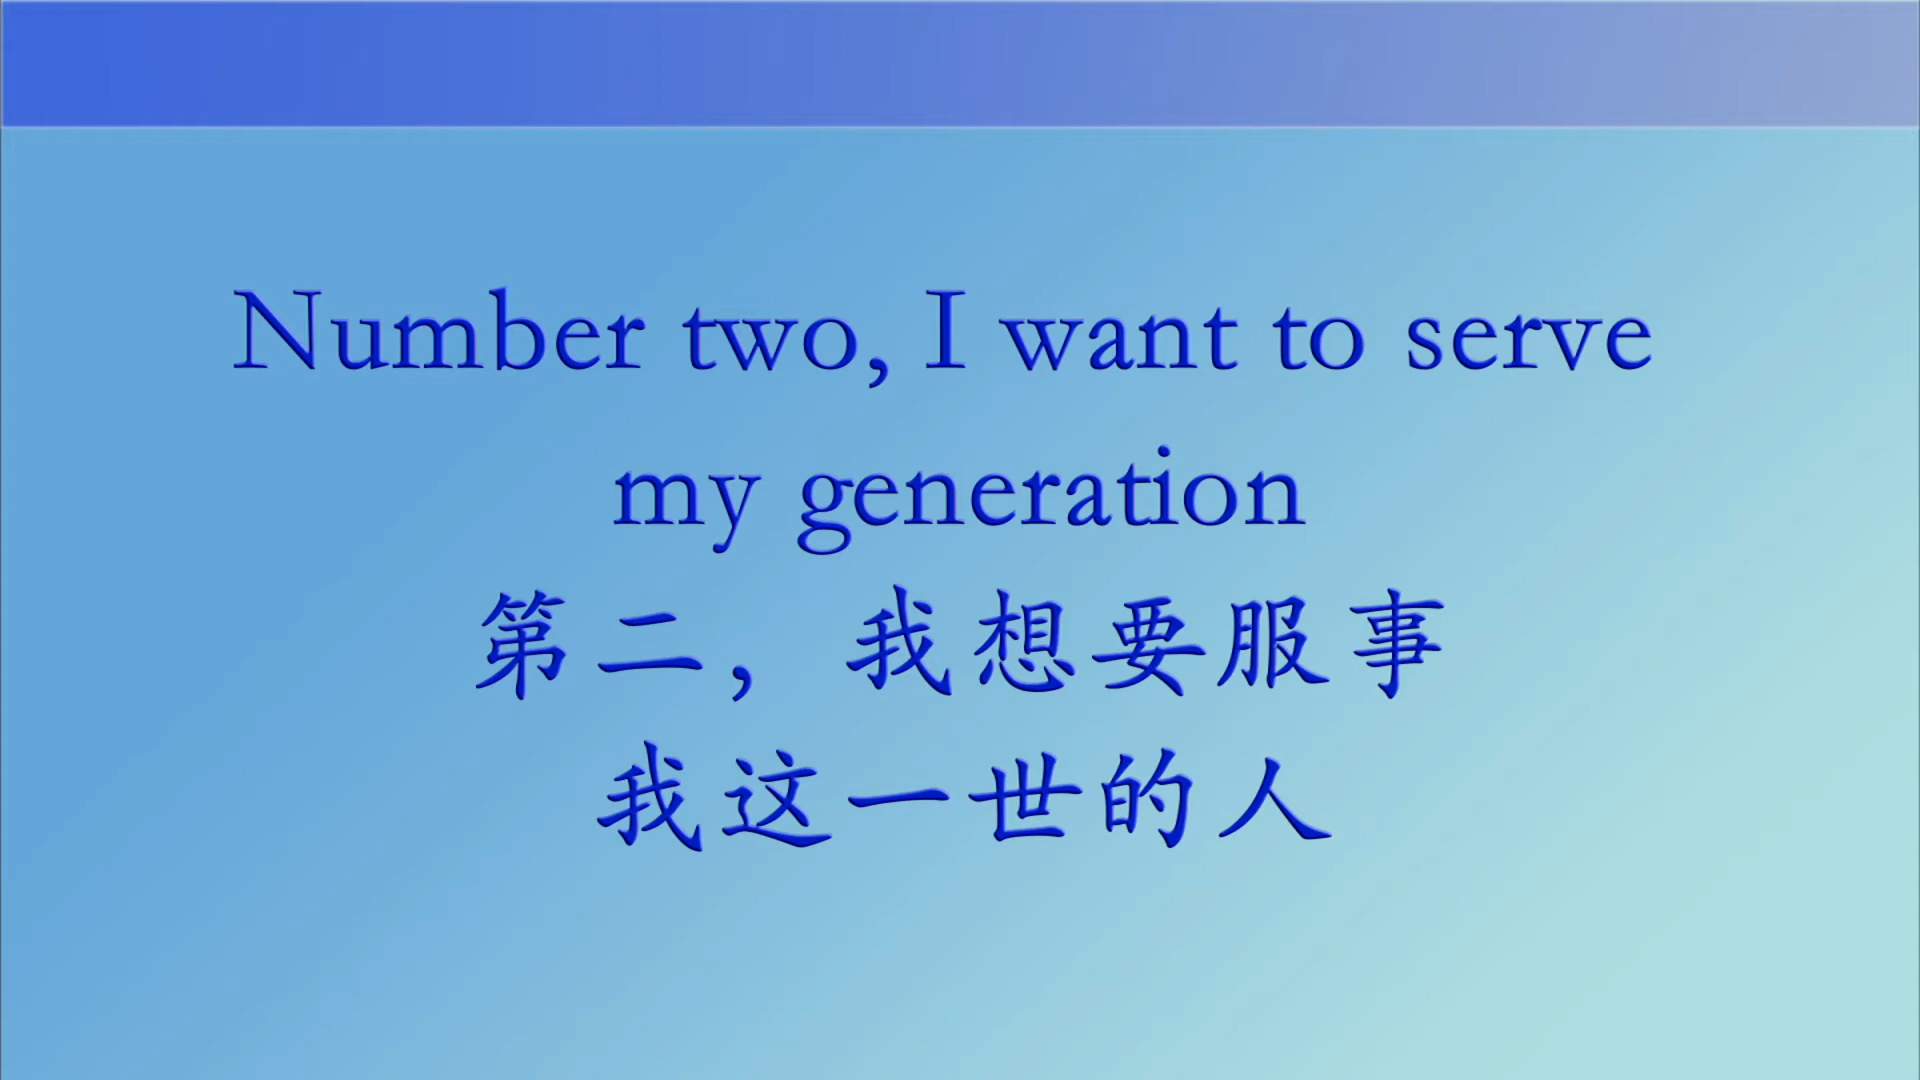 Number two, I want to serve
my generation
第二，我想要服事
我这一世的人